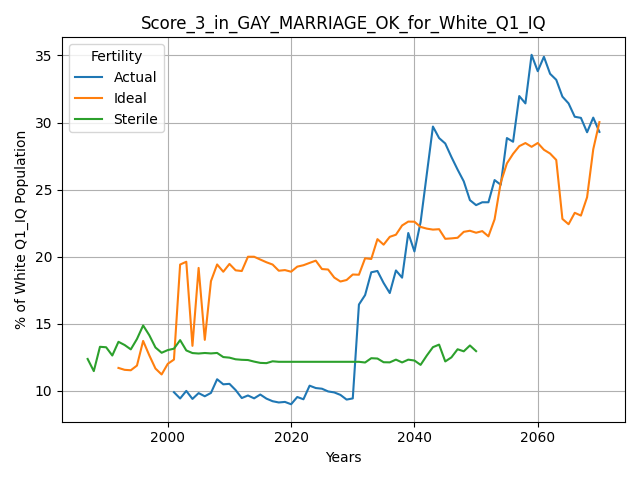 Score_3_in_GAY_MARRIAGE_OK_for_White_Q1_IQ
Fertility
Actual
Ideal
Sterile
% of White Q1_IQ Population
35
30
25
20
15
10
2000
2020
2040
2060
Years